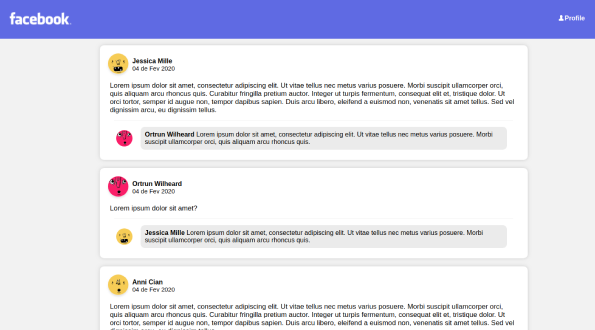 facebook.
Profile
Jessica Mille
04 de Fev 2020
Lorem ipsum dolor sit amet, consectetur adipiscing elit. Ut vitae tellus nec metus varius posuere. Morbi suscipit ullamcorper orci,
quis aliquam arcu rhoncus quis. Curabitur fringilla pretium auctor. Integer ut turpis fermentum, consequat elit et, tristique dolor. Ut
orci tortor, semper id augue non, tempor dapibus sapien. Duis arcu libero, eleifend a euismod non, venenatis sit amet tellus. Sed vel
dignissim arcu, eu dignissim tellus.
Ortrun Wilheard Lorem ipsum dolor sit amet, consectetur adipiscing elit. Ut vitae tellus nec metus varius posuere. Morbi
suscipit ullamcorper orci, quis aliquam arcu rhoncus quis.
Ortrun Wilheard
04 de Fev 2020
Lorem ipsum dolor sit amet?
Jessica Mille Lorem ipsum dolor sit amet, consectetur adipiscing elit. Ut vitae tellus nec metus varius posuere. Morbi
suscipit ullamcorper orci, quis aliquam arcu rhoncus quis.
Anni Cian
04 de Fev 2020
Lorem ipsum dolor sit amet, consectetur adipiscing elit. Ut vitae tellus nec metus varius posuere. Morbi suscipit ullamcorper orci,
quis aliquam arcu rhoncus quis. Curabitur fringilla pretium auctor. Integer ut turpis fermentum, consequat elit et, tristique dolor. Ut
orci tortor, semper id augue non, tempor dapibus sapien. Duis arcu libero, eleifend a euismod non, venenatis sit amet tellus. Sed vel